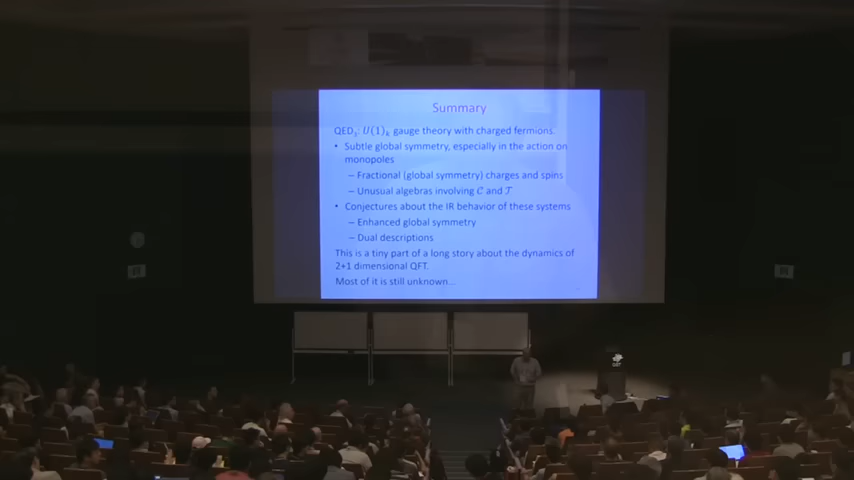 Summary
QED₃: U(1)ₖ gauge theory with charged fermions.
• Subtle global symmetry, especially in the action on
monopoles
– Fractional (global symmetry) charges and spins
– Unusual algebras involving 𝒞 and 𝒯
• Conjectures about the IR behavior of these systems
– Enhanced global symmetry
– Dual descriptions
This is a tiny part of a long story about the dynamics of
2+1 dimensional QFT.
Most of it is still unknown...